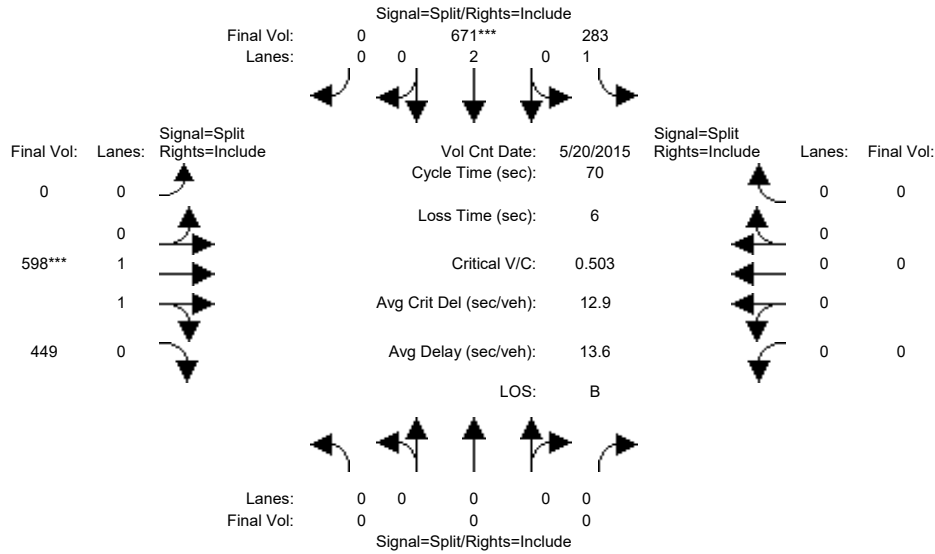 Signal=Split/Rights=Include
Final Vol: 0 671*** 283
Lanes: 0 0 2 0 1
Signal=Split
Final Vol: Lanes: Rights=Include
Vol Cnt Date: 5/20/2015
Signal=Split
Rights=Include Lanes: Final Vol:
Cycle Time (sec): 70
0 0
0 0
Loss Time (sec): 6
0
0
598*** 1
Critical V/C: 0.503
0 0
1
Avg Crit Del (sec/veh): 12.9
0
449 0
Avg Delay (sec/veh): 13.6
0 0
LOS: B
Lanes: 0 0 0 0 0
Final Vol: 0 0 0
Signal=Split/Rights=Include